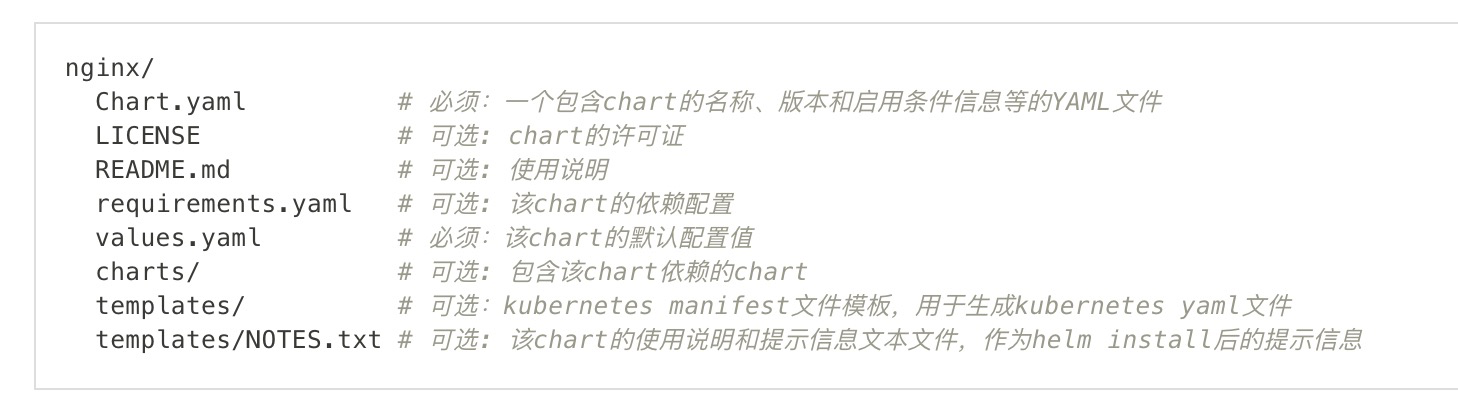 nginx/
  Chart.yaml          # 必须：一个包含chart的名称、版本和启用条件信息等的YAML文件
  LICENSE             # 可选: chart的许可证
  README.md           # 可选: 使用说明
  requirements.yaml   # 可选: 该chart的依赖配置
  values.yaml         # 必须：该chart的默认配置值
  charts/             # 可选: 包含该chart依赖的chart
  templates/          # 可选：kubernetes manifest文件模板，用于生成kubernetes yaml文件
  templates/NOTES.txt # 可选: 该chart的使用说明和提示信息文本文件，作为helm install后的提示信息